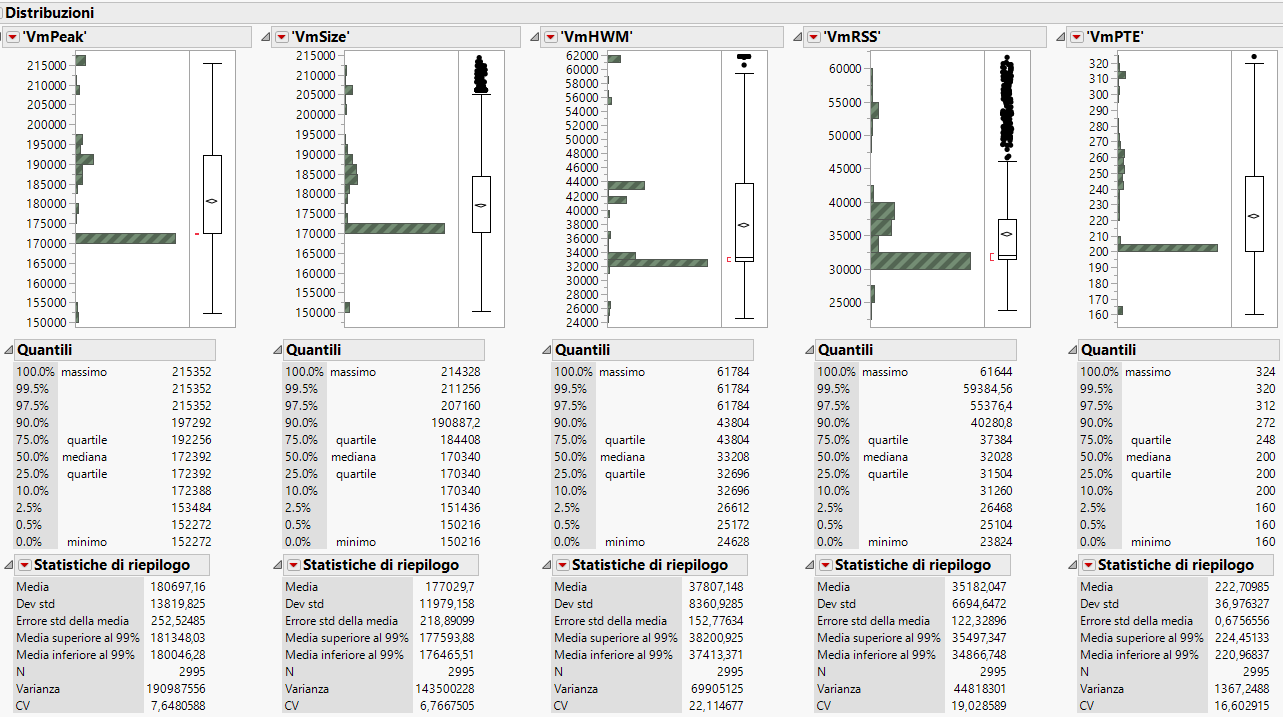 Distribuzioni
'VmPeak' 'VmSize' 'VmHWM' 'VmRSS' 'VmPTE'
215000
210000
205000
200000
195000
190000
185000
180000
175000
170000
165000
160000
155000
150000
215000
210000
205000
200000
195000
190000
185000
180000
175000
170000
165000
160000
155000
150000
62000
60000
58000
56000
54000
52000
50000
48000
46000
44000
42000
40000
38000
36000
34000
32000
30000
28000
26000
24000
60000
55000
50000
45000
40000
35000
30000
25000
320
310
300
290
280
270
260
250
240
230
220
210
200
190
180
170
160
Quantili
100.0% massimo 215352
99.5% 215352
97.5% 215352
90.0% 197292
75.0% quartile 192256
50.0% mediana 172392
25.0% quartile 172392
10.0% 172388
2.5% 153484
0.5% 152272
0.0% minimo 152272
Statistiche di riepilogo
Media 180697,16
Dev std 13819,825
Errore std della media 252,52485
Media superiore al 99% 181348,03
Media inferiore al 99% 180046,28
N 2995
Varianza 190987556
CV 7,6480588
Quantili
100.0% massimo 214328
99.5% 211256
97.5% 207160
90.0% 190887,2
75.0% quartile 184408
50.0% mediana 170340
25.0% quartile 170340
10.0% 170340
2.5% 151436
0.5% 150216
0.0% minimo 150216
Statistiche di riepilogo
Media 1770297,7
Dev std 11979,158
Errore std della media 218,89099
Media superiore al 99% 177593,88
Media inferiore al 99% 176465,51
N 2995
Varianza 143500228
CV 6,7667505
Quantili
100.0% massimo 61784
99.5% 61784
97.5% 61784
90.0% 43804
75.0% quartile 43804
50.0% mediana 33208
25.0% quartile 32696
10.0% 32696
2.5% 26612
0.5% 25172
0.0% minimo 24628
Statistiche di riepilogo
Media 37807,148
Dev std 8360,9285
Errore std della media 152,77634
Media superiore al 99% 38200,925
Media inferiore al 99% 37413,371
N 2995
Varianza 69905125
CV 22,114677
Quantili
100.0% massimo 61644
99.5% 59384,56
97.5% 55376,4
90.0% 40280,8
75.0% quartile 37384
50.0% mediana 32028
25.0% quartile 31504
10.0% 31260
2.5% 26468
0.5% 25104
0.0% minimo 23824
Statistiche di riepilogo
Media 35182,047
Dev std 6694,6472
Errore std della media 122,32896
Media superiore al 99% 35497,347
Media inferiore al 99% 34866,748
N 2995
Varianza 44818301
CV 19,028589
Quantili
100.0% massimo 324
99.5% 320
97.5% 312
90.0% 272
75.0% quartile 248
50.0% mediana 200
25.0% quartile 200
10.0% 200
2.5% 160
0.5% 160
0.0% minimo 160
Statistiche di riepilogo
Media 222,70985
Dev std 36,976327
Errore std della media 0,6756556
Media superiore al 99% 224,45133
Media inferiore al 99% 220,96837
N 2995
Varianza 1367,2488
CV 16,602915